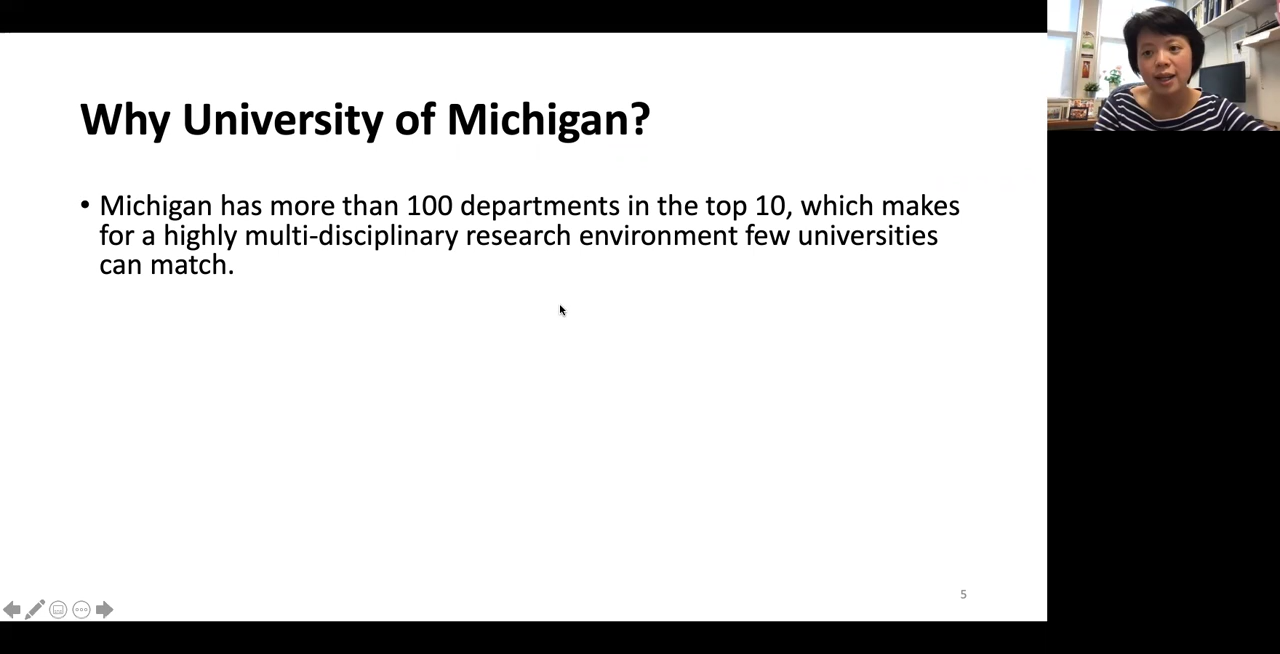 Why University of Michigan?
• Michigan has more than 100 departments in the top 10, which makes
for a highly multi-disciplinary research environment few universities
can match.
5